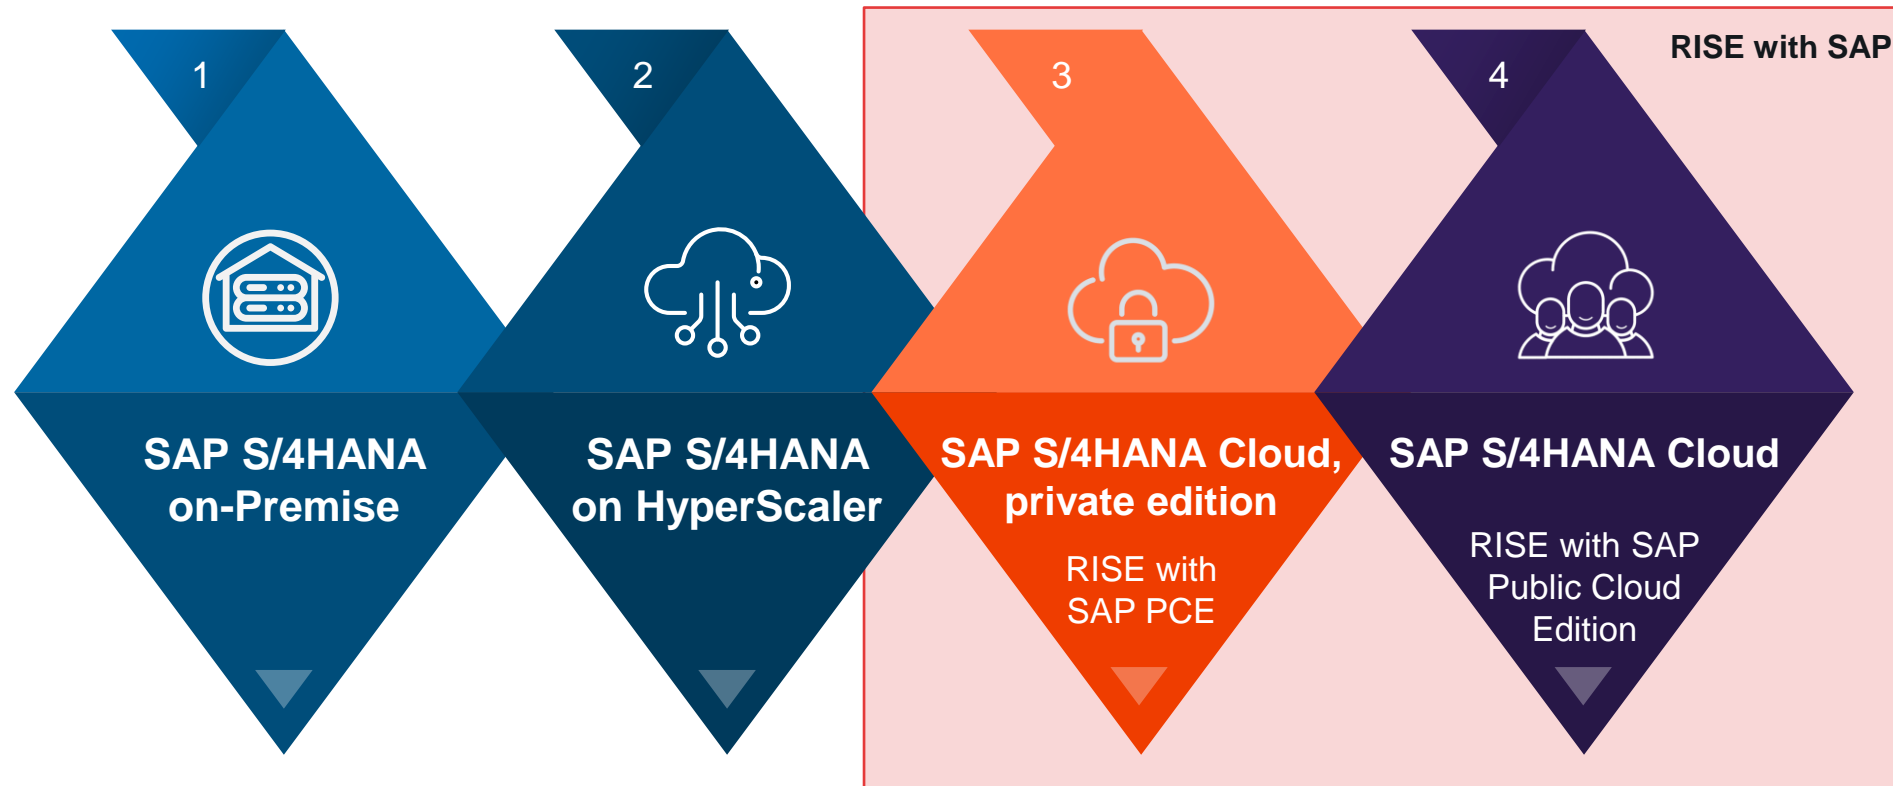 RISE with SAP
1
SAP S/4HANA
on-Premise
2
SAP S/4HANA
on HyperScaler
3
SAP S/4HANA Cloud,
private edition
RISE with
SAP PCE
4
SAP S/4HANA Cloud
RISE with SAP
Public Cloud
Edition